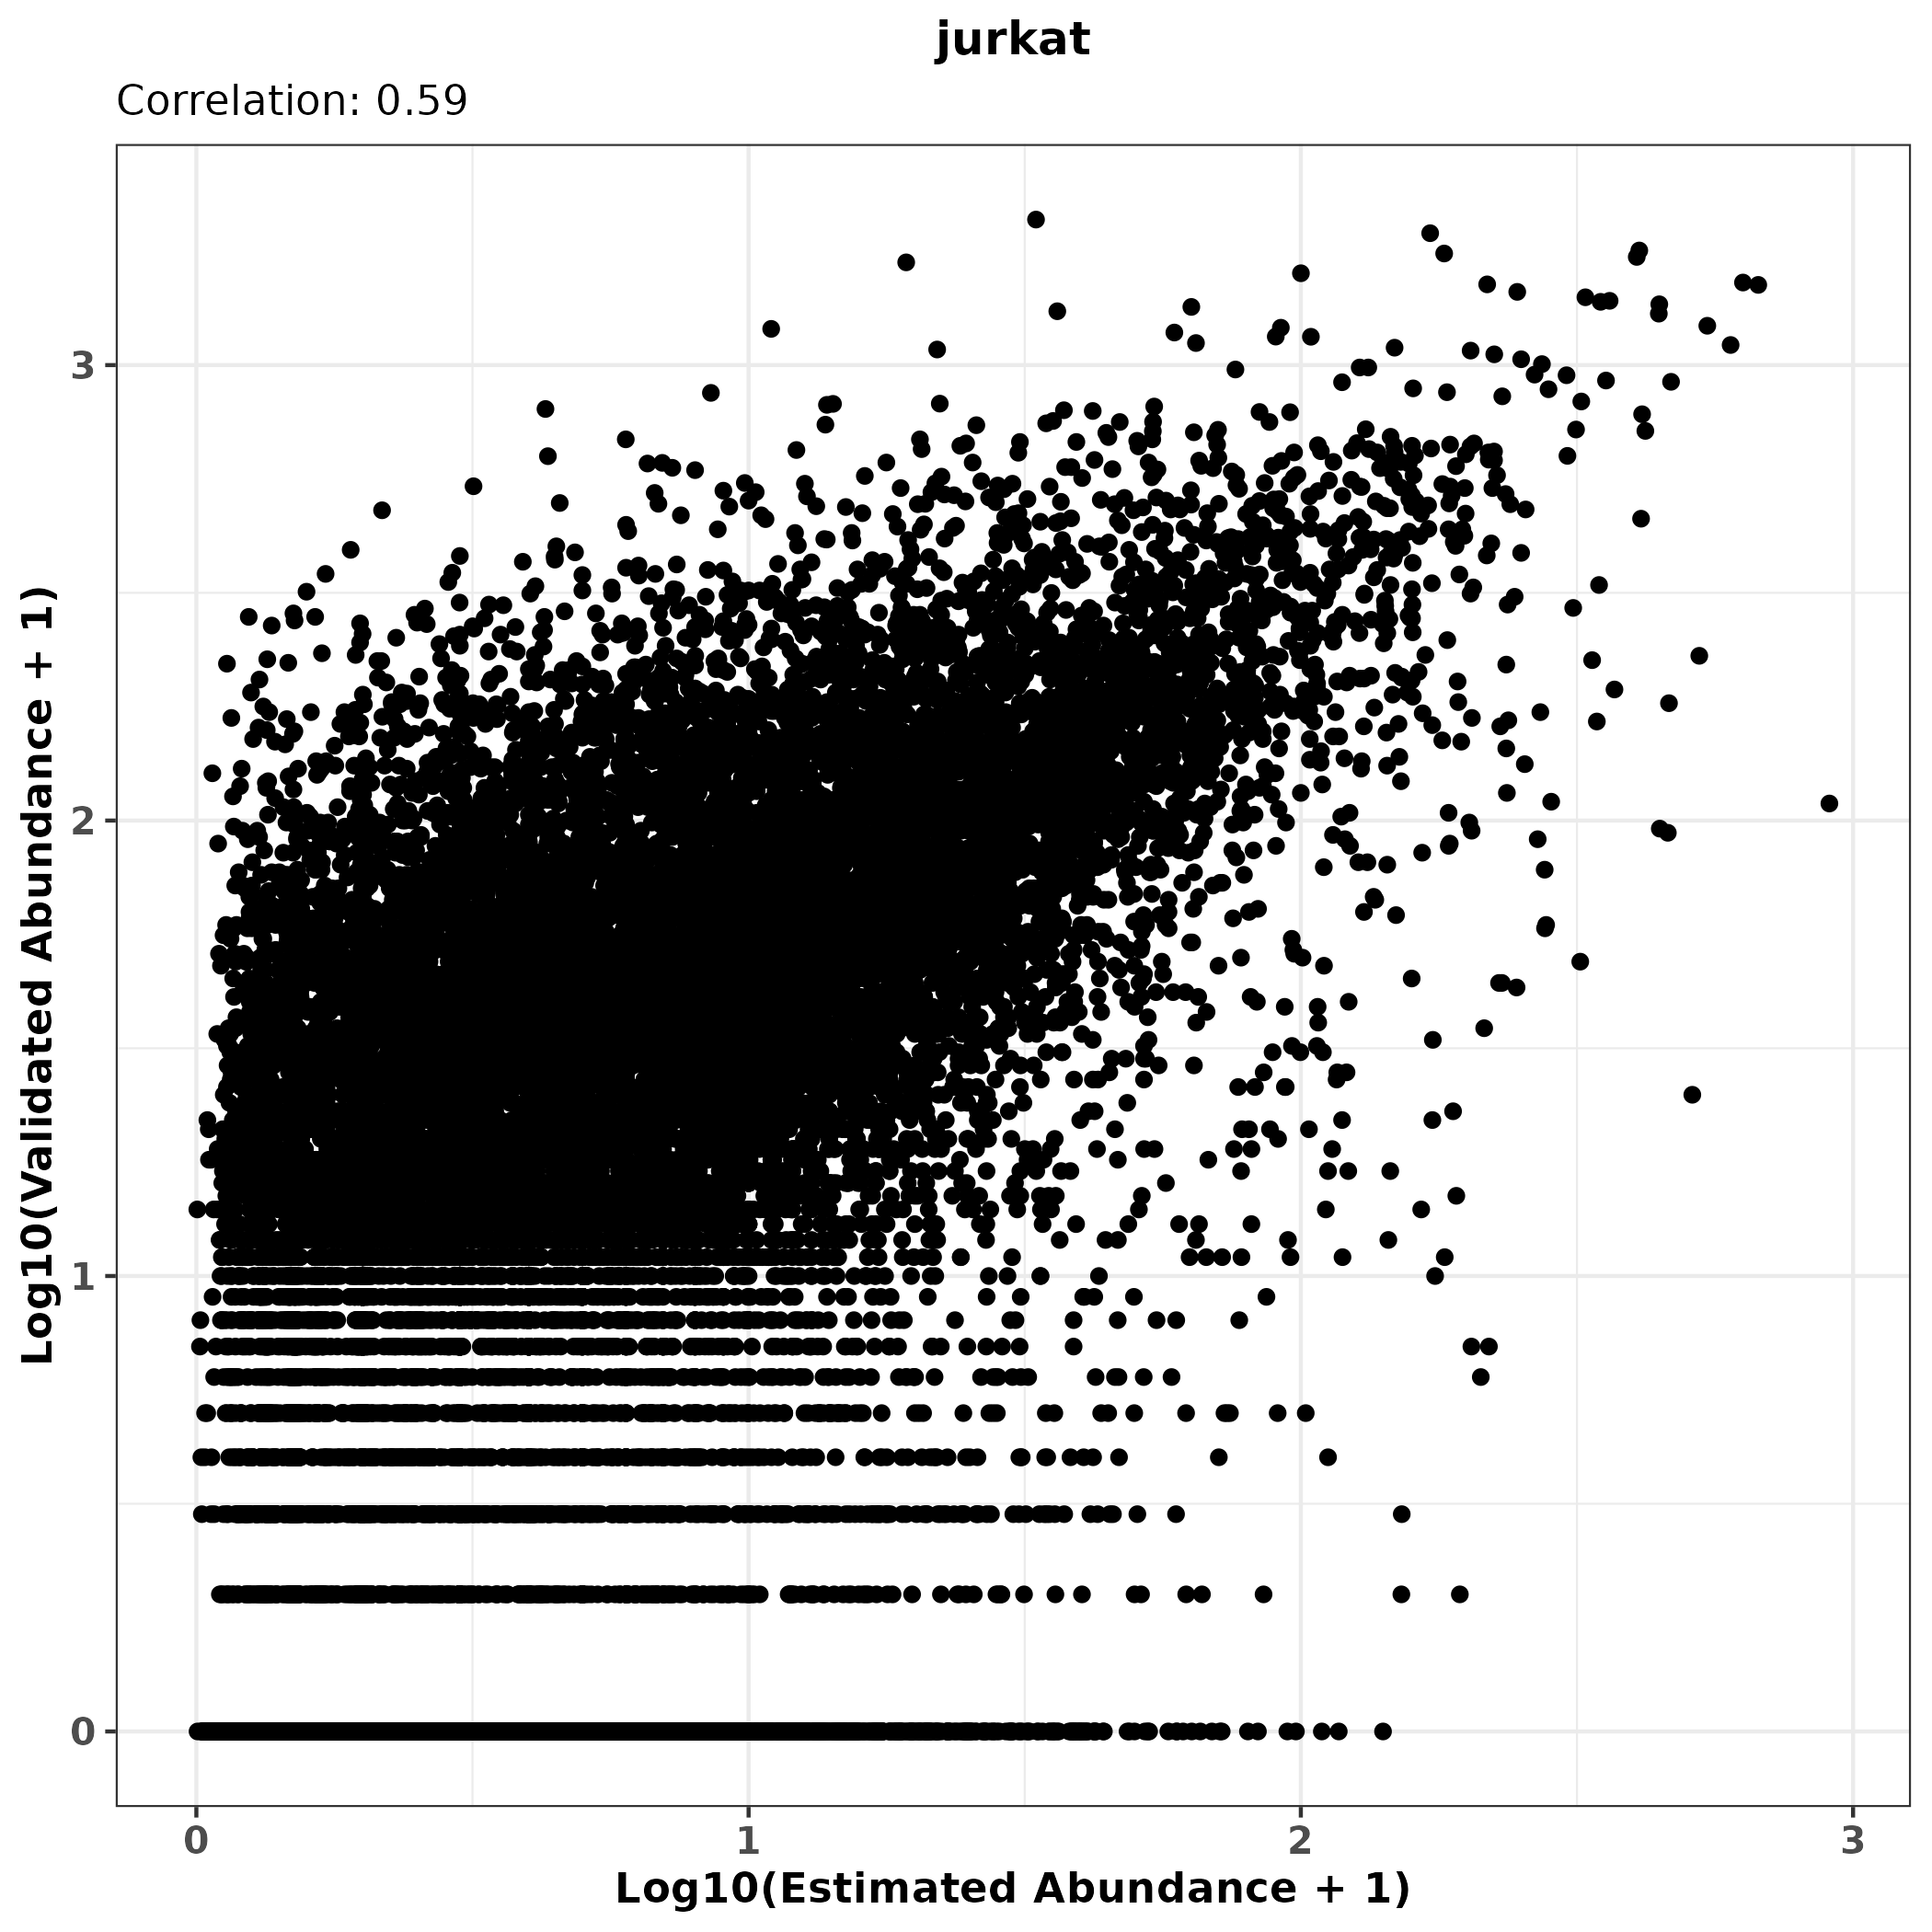 jurkat
Correlation: 0.59
Log10(Validated Abundance + 1)
3
2
1
0
0 1 2 3
Log10(Estimated Abundance + 1)